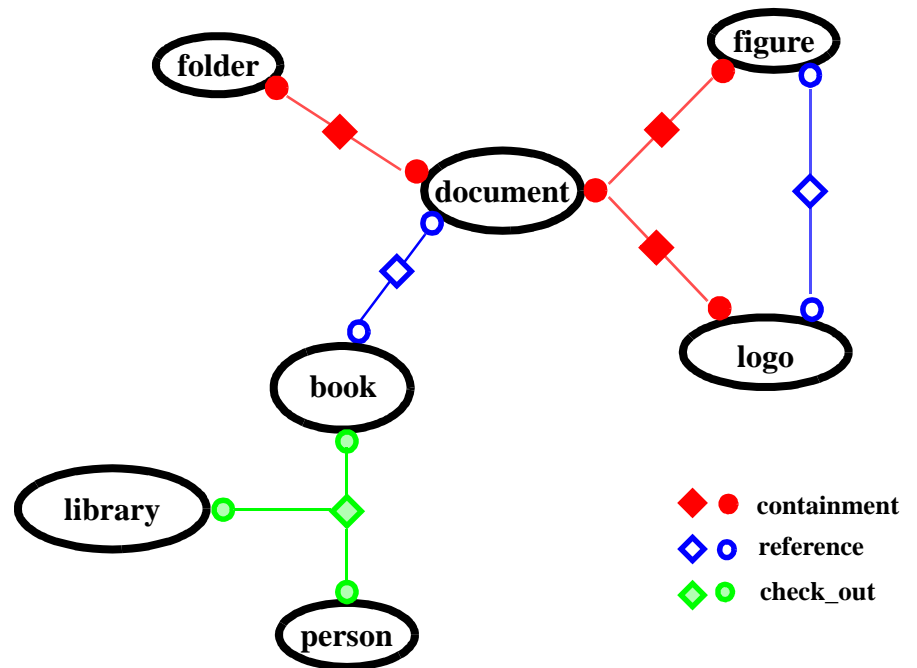 figure
folder
document
logo
book
library
containment
reference
check_out
person